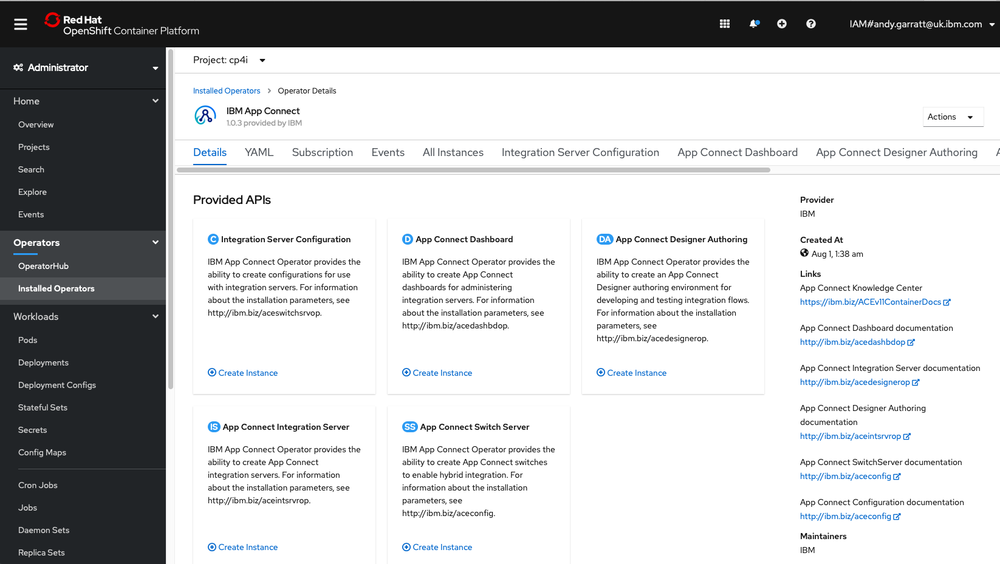 Red Hat
OpenShift Container Platform
IAM#andy.garratt@uk.ibm.com
Administrator
Home
Overview
Projects
Search
Explore
Events
Operators
OperatorHub
Installed Operators
Workloads
Pods
Deployments
Deployment Configs
Stateful Sets
Secrets
Config Maps
Cron Jobs
Jobs
Daemon Sets
Replica Sets
Project: cp4i
Installed Operators > Operator Details
IBM App Connect
1.0.3 provided by IBM
Actions
Details YAML Subscription Events All Instances Integration Server Configuration App Connect Dashboard App Connect Designer Authoring A
Provided APIs
C Integration Server Configuration
IBM App Connect Operator provides the
ability to create configurations for use
with integration servers. For information
about the installation parameters, see
http://ibm.biz/aceswitchsrvop.
Create Instance
D App Connect Dashboard
IBM App Connect Operator provides the
ability to create App Connect
dashboards for administering
integration servers. For information
about the installation parameters, see
http://ibm.biz/acedashbdop.
Create Instance
DA App Connect Designer Authoring
IBM App Connect Operator provides the
ability to create an App Connect
Designer authoring environment for
developing and testing integration flows.
For information about the installation
parameters, see
http://ibm.biz/acedesignerop.
Create Instance
IS App Connect Integration Server
IBM App Connect Operator provides the
ability to create App Connect
integration servers. For information
about the installation parameters, see
http://ibm.biz/aceintsrvrop.
Create Instance
SS App Connect Switch Server
IBM App Connect Operator provides the
ability to create App Connect switches
to enable hybrid integration. For
information about the installation
parameters, see
http://ibm.biz/aceconfig.
Create Instance
Provider
IBM
Created At
Aug 1, 1:38 am
Links
App Connect Knowledge Center
https://ibm.biz/ACEv11ContainerDocs
App Connect Dashboard documentation
http://ibm.biz/acedashbdop
App Connect Integration Server documentation
http://ibm.biz/acedesignerop
App Connect Designer Authoring
documentation
http://ibm.biz/aceintsrvrop
App Connect SwitchServer documentation
http://ibm.biz/aceconfig
App Connect Configuration documentation
http://ibm.biz/aceconfig
Maintainers
IBM